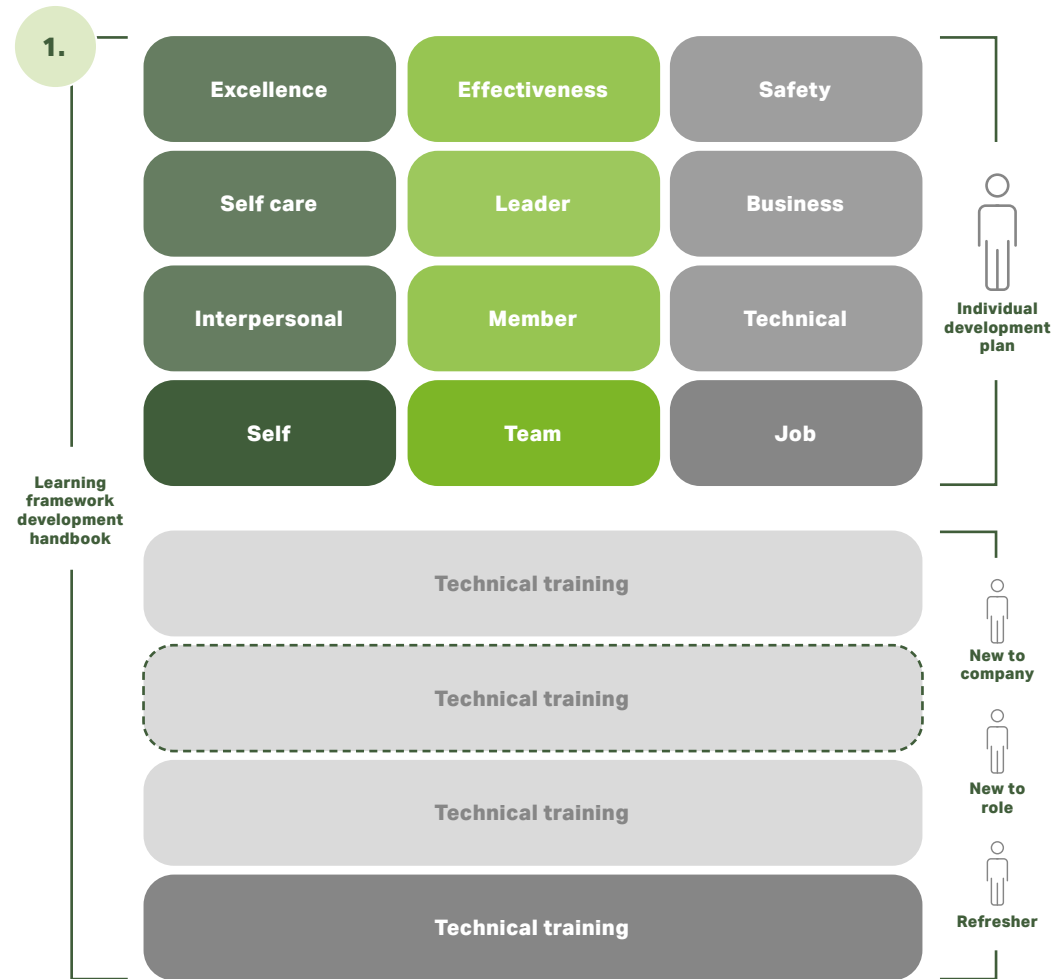 1.
Excellence
Effectiveness
Safety
Self care
Leader
Business
Interpersonal
Member
Technical
Individual
development
plan
Self
Team
Job
Learning
framework
development
handbook
Technical training
New to
company
Technical training
New to
role
Technical training
Refresher
Technical training